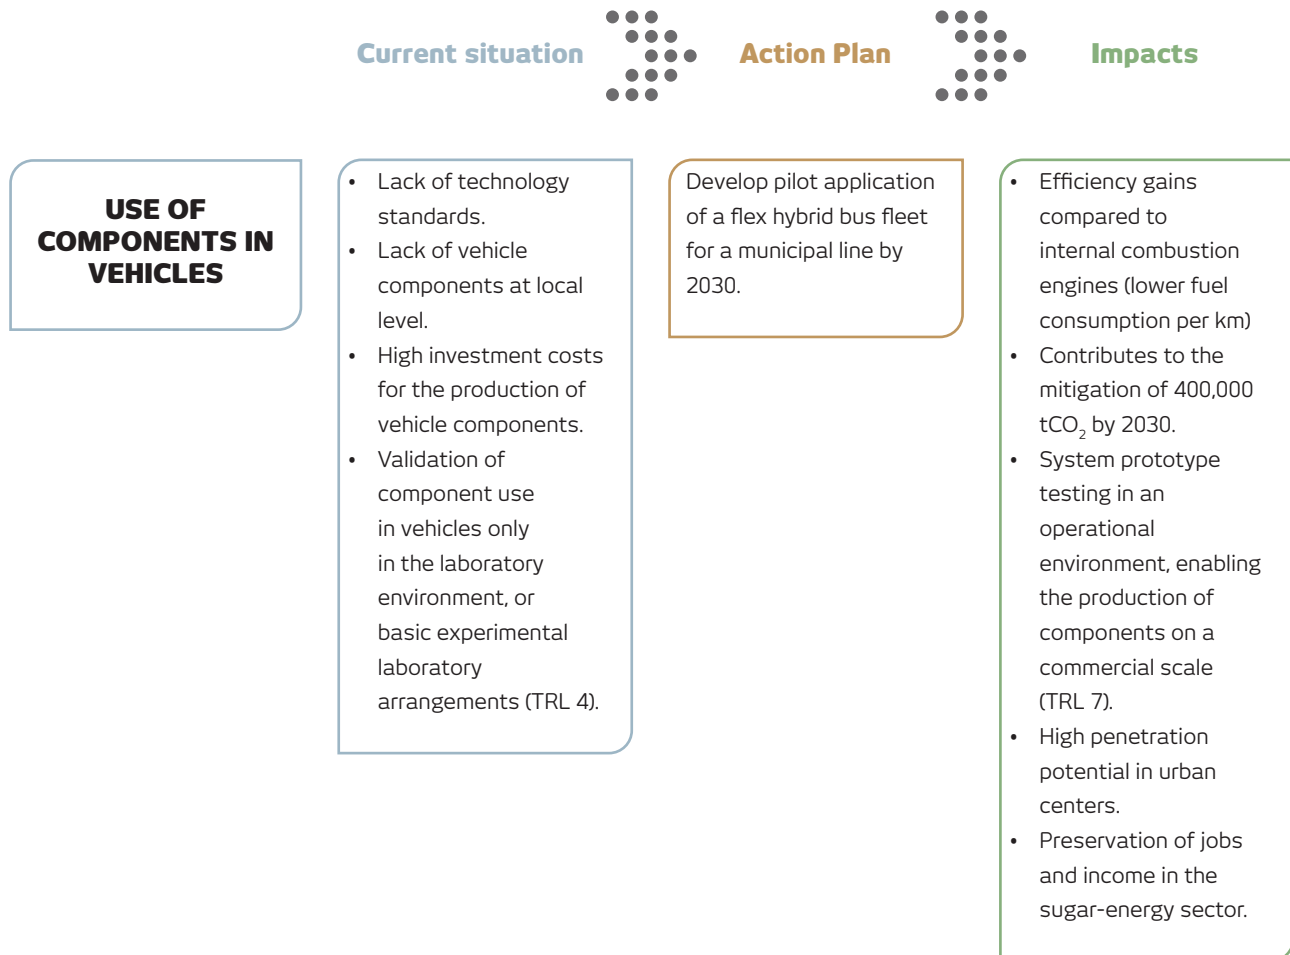 Current situation
Action Plan
Impacts
USE OF
COMPONENTS IN
VEHICLES
• Lack of technology
standards.
• Lack of vehicle
components at local
level.
• High investment costs
for the production of
vehicle components.
• Validation of
component use
in vehicles only
in the laboratory
environment, or
basic experimental
laboratory
arrangements (TRL 4).
Develop pilot application
of a flex hybrid bus fleet
for a municipal line by
2030.
• Efficiency gains
compared to
internal combustion
engines (lower fuel
consumption per km)
• Contributes to the
mitigation of 400,000
tCO₂ by 2030.
• System prototype
testing in an
operational
environment, enabling
the production of
components on a
commercial scale
(TRL 7).
• High penetration
potential in urban
centers.
• Preservation of jobs
and income in the
sugar-energy sector.